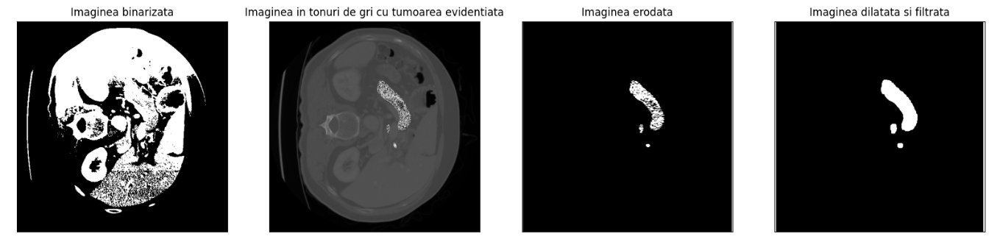 Imaginea binarizata
Imaginea in tonuri de gri cu tumoarea evidentiata
Imaginea erodata
Imaginea dilatata si filtrata